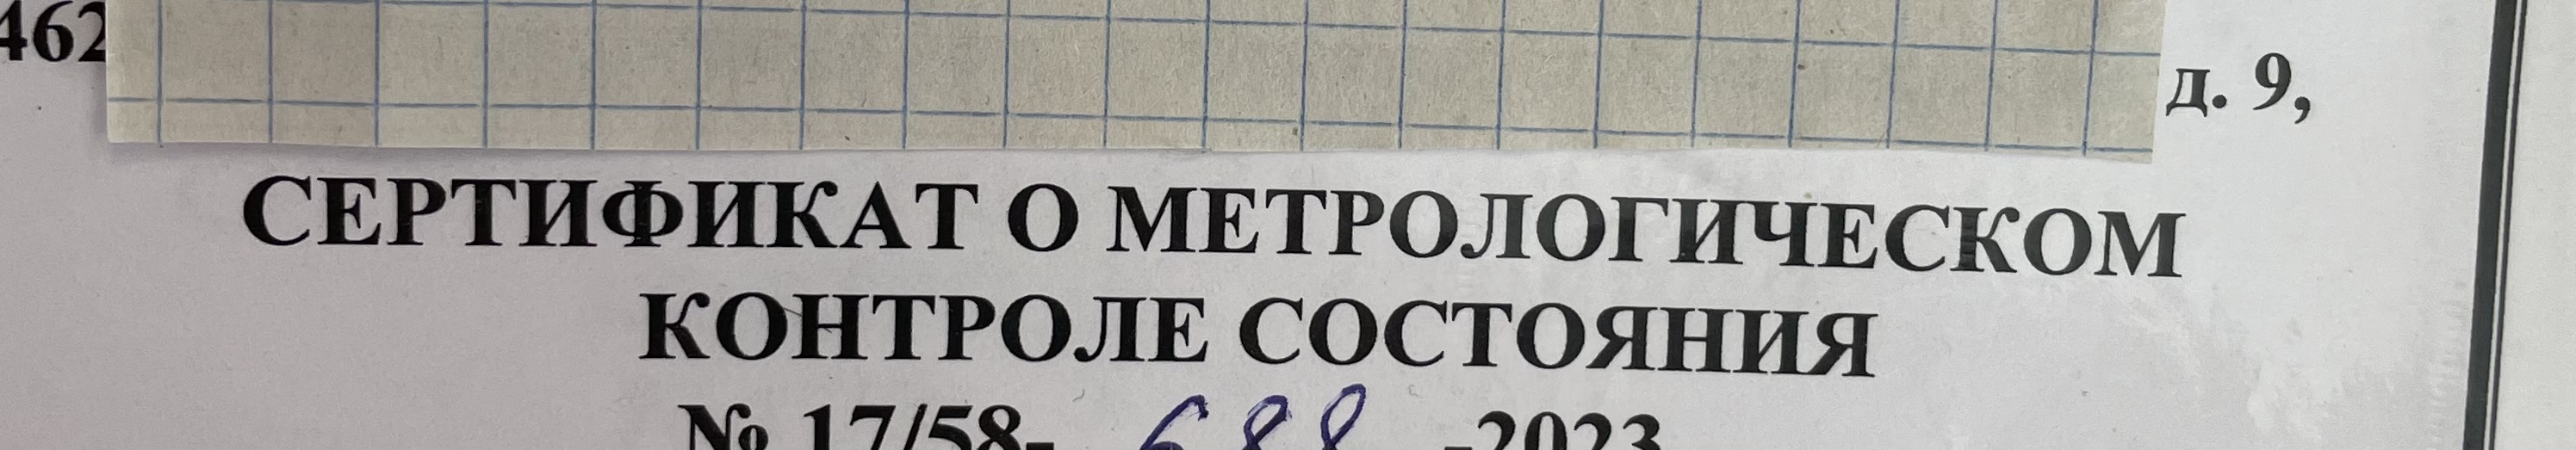 462 д. 9,
СЕРТИФИКАТ О МЕТРОЛОГИЧЕСКОМ
КОНТРОЛЕ СОСТОЯНИЯ
№ 17/58- 688 -2023